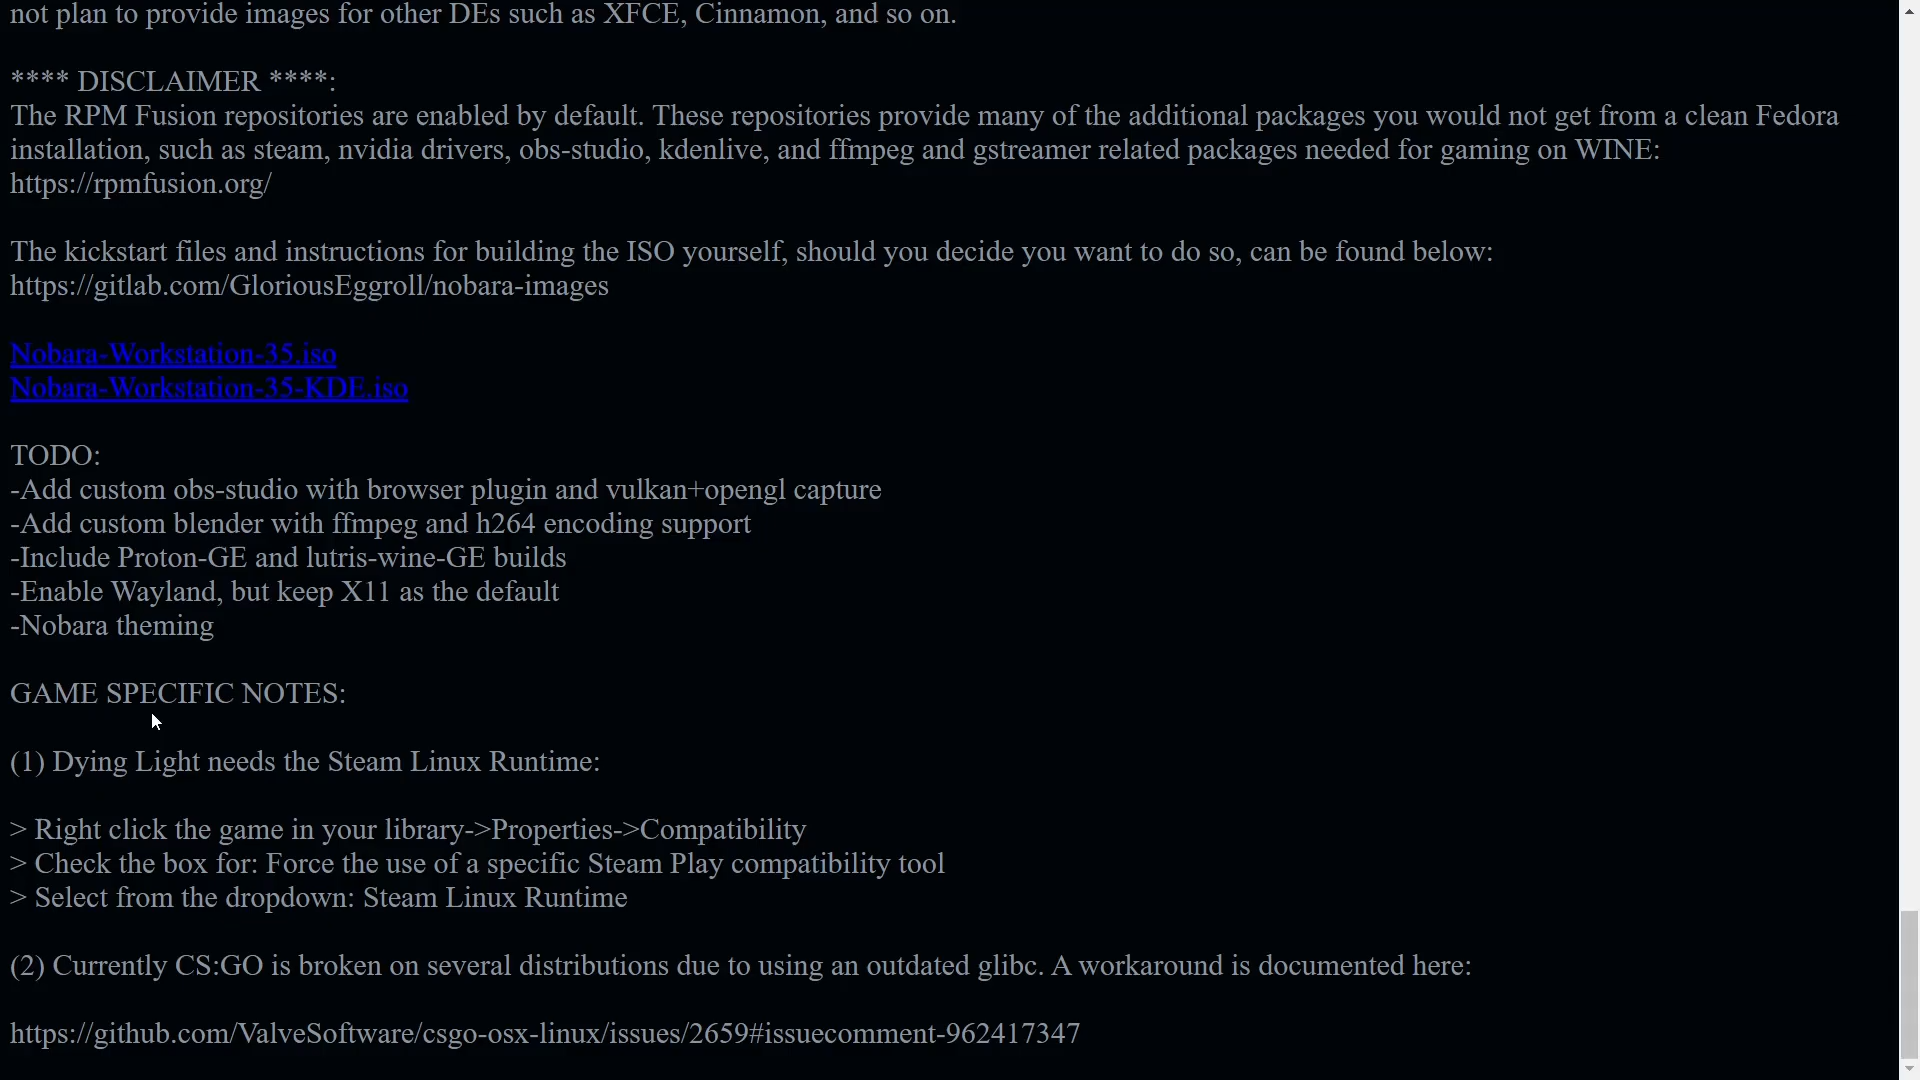 not plan to provide images for other DEs such as XFCE, Cinnamon, and so on.
**** DISCLAIMER ****:
The RPM Fusion repositories are enabled by default. These repositories provide many of the additional packages you would not get from a clean Fedora
installation, such as steam, nvidia drivers, obs-studio, kdenlive, and ffmpeg and gstreamer related packages needed for gaming on WINE:
https://rpmfusion.org/
The kickstart files and instructions for building the ISO yourself, should you decide you want to do so, can be found below:
https://gitlab.com/GloriousEggroll/nobara-images
Nobara-Workstation-35.iso
Nobara-Workstation-35-KDE.iso
TODO:
-Add custom obs-studio with browser plugin and vulkan+opengl capture
-Add custom blender with ffmpeg and h264 encoding support
-Include Proton-GE and lutris-wine-GE builds
-Enable Wayland, but keep X11 as the default
-Nobara theming
GAME SPECIFIC NOTES:
(1) Dying Light needs the Steam Linux Runtime:
> Right click the game in your library->Properties->Compatibility
> Check the box for: Force the use of a specific Steam Play compatibility tool
> Select from the dropdown: Steam Linux Runtime
(2) Currently CS:GO is broken on several distributions due to using an outdated glibc. A workaround is documented here:
https://github.com/ValveSoftware/csgo-osx-linux/issues/2659#issuecomment-962417347